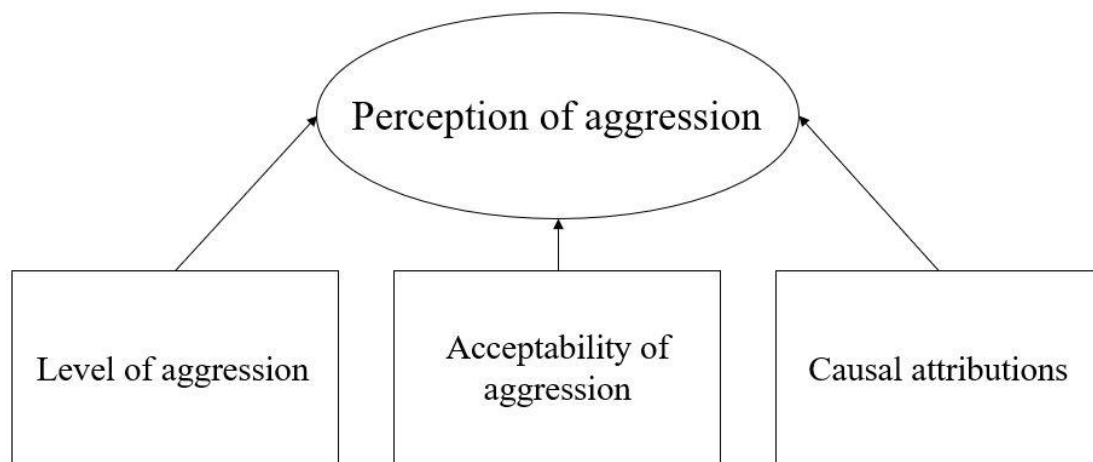 Perception of aggression
Level of aggression
Acceptability of
aggression
Causal attributions